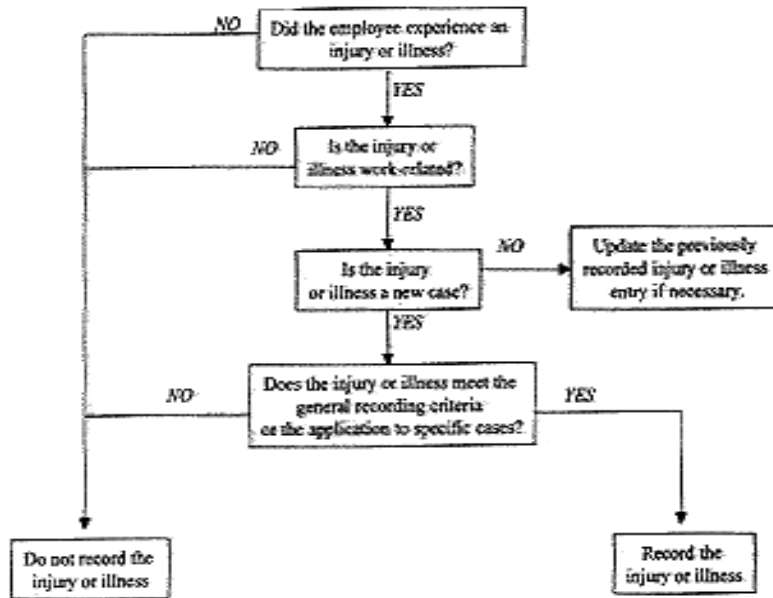 NO
Did the employee experience an
injury or illness?
YES
NO
Is the injury or
illness work-related?
YES
Is the injury
or illness a new case?
NO
Update the previously
recorded injury or illness
entry if necessary.
YES
NO
Does the injury or illness meet the
general recording criteria
or the application to specific cases?
YES
Do not record the
injury or illness
Record the
injury or illness.